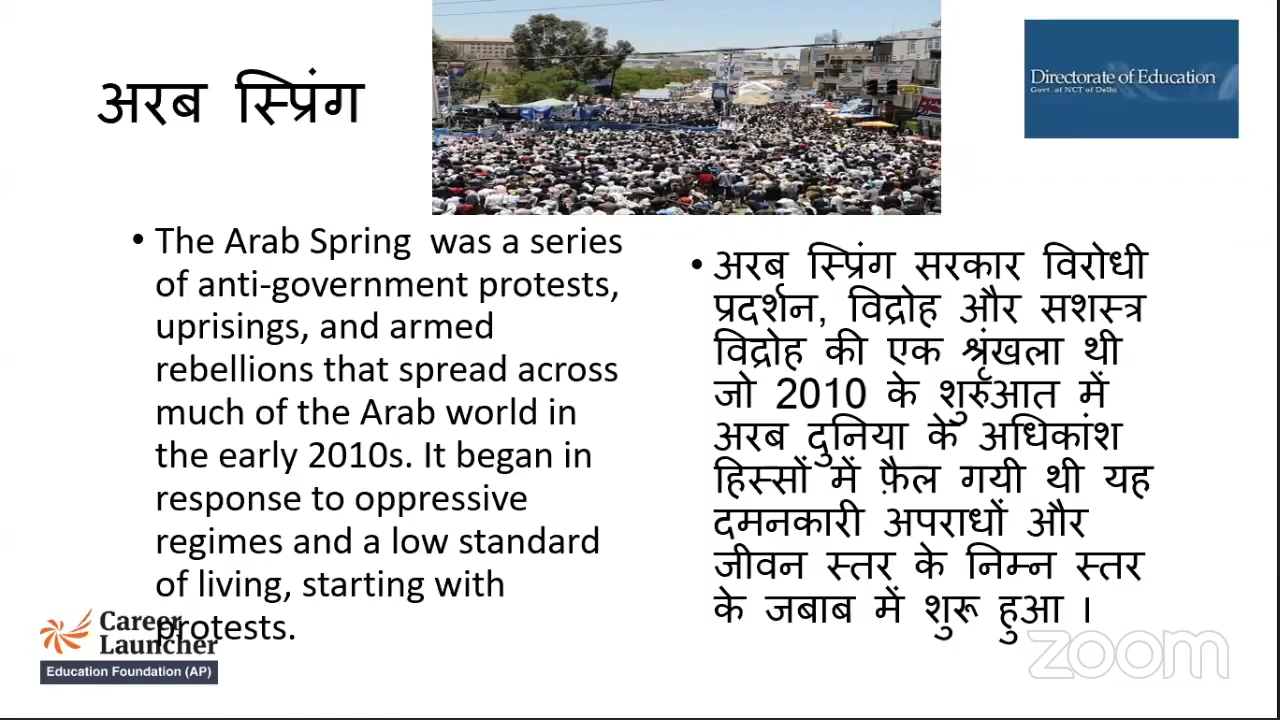 अरब स्प्रिंग
Directorate of Education
Govt. of NCT of Delhi
• The Arab Spring was a series
of anti-government protests,
uprisings, and armed
rebellions that spread across
much of the Arab world in
the early 2010s. It began in
response to oppressive
regimes and a low standard
of living, starting with
protests.
• अरब स्प्रिंग सरकार विरोधी
प्रदर्शन, विद्रोह और सशस्त्र
विद्रोह की एक श्रृंखला थी
जो 2010 के शुरुआत में
अरब दुनिया के अधिकांश
हिस्सों में फ़ैल गयी थी यह
दमनकारी अपराधों और
जीवन स्तर के निम्न स्तर
के जबाब में शुरू हुआ ।
Career
Launcher
Education Foundation (AP)
zoom